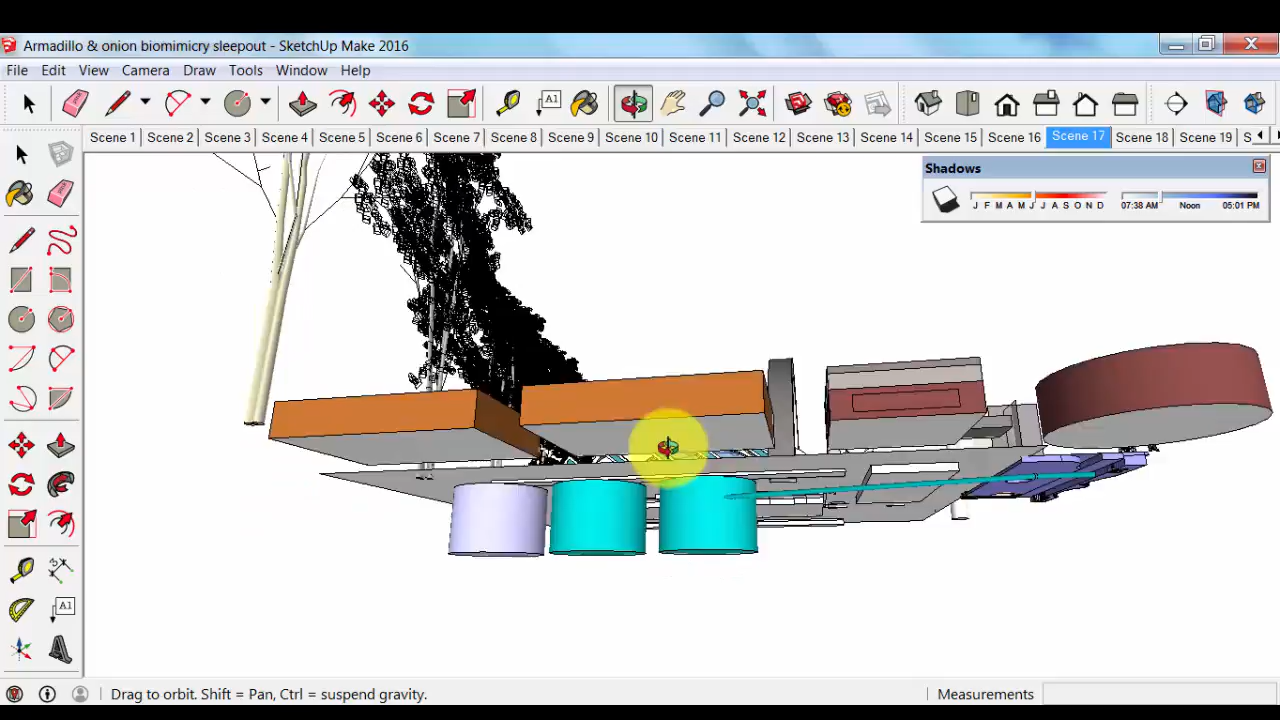 Armadillo & onion biomimicry sleepout - SketchUp Make 2016
File Edit View Camera Draw Tools Window Help
A1
Scene 1 Scene 2 Scene 3 Scene 4 Scene 5 Scene 6 Scene 7 Scene 8 Scene 9 Scene 10 Scene 11 Scene 12 Scene 13 Scene 14 Scene 15 Scene 16 Scene 17 Scene 18 Scene 19 S
Shadows
J F M A M J J A S O N D 07:38 AM Noon 05:01 PM
A1
Drag to orbit. Shift = Pan, Ctrl = suspend gravity. Measurements